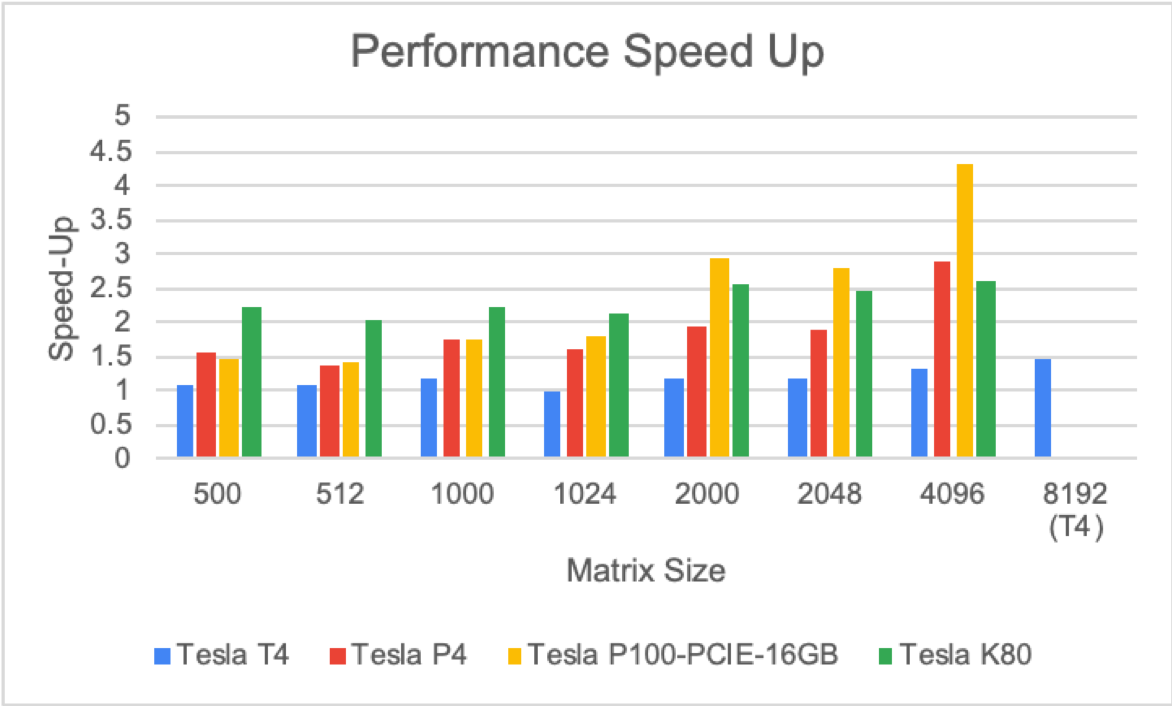 Performance Speed Up
Speed-Up
5
4.5
4
3.5
3
2.5
2
1.5
1
0.5
0
500 512 1000 1024 2000 2048 4096 8192
(T4)
Matrix Size
Tesla T4 Tesla P4 Tesla P100-PCIE-16GB Tesla K80